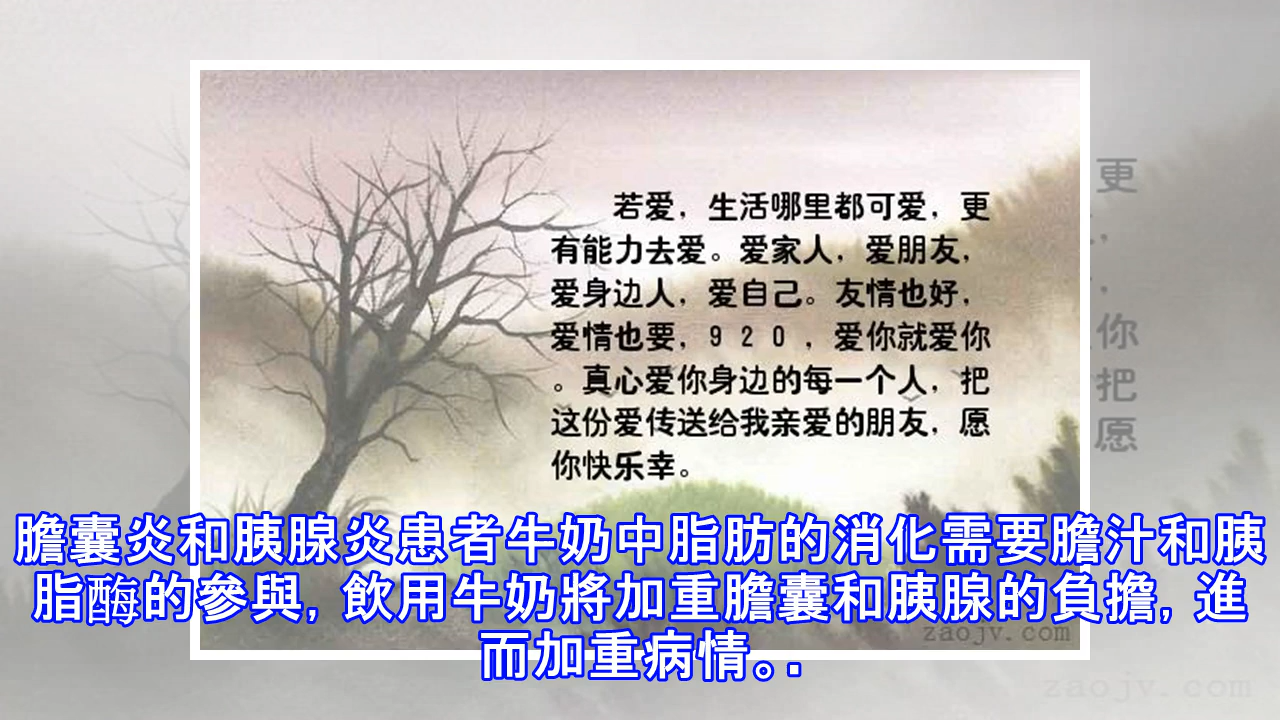 若爱，生活哪里都可爱，更
有能力去爱。爱家人，爱朋友，
爱身边人，爱自己。友情也好，
爱情也要，920，爱你就爱你
。真心爱你身边的每一个人，把
这份爱传送给我亲爱的朋友，愿
你快乐幸。
更
，
，
你
把
愿
膽囊炎和胰腺炎患者牛奶中脂肪的消化需要膽汁和胰
脂酶的參與，飲用牛奶將加重膽囊和胰腺的負擔，進
而加重病情。.
zaojv.com
zaojv.com